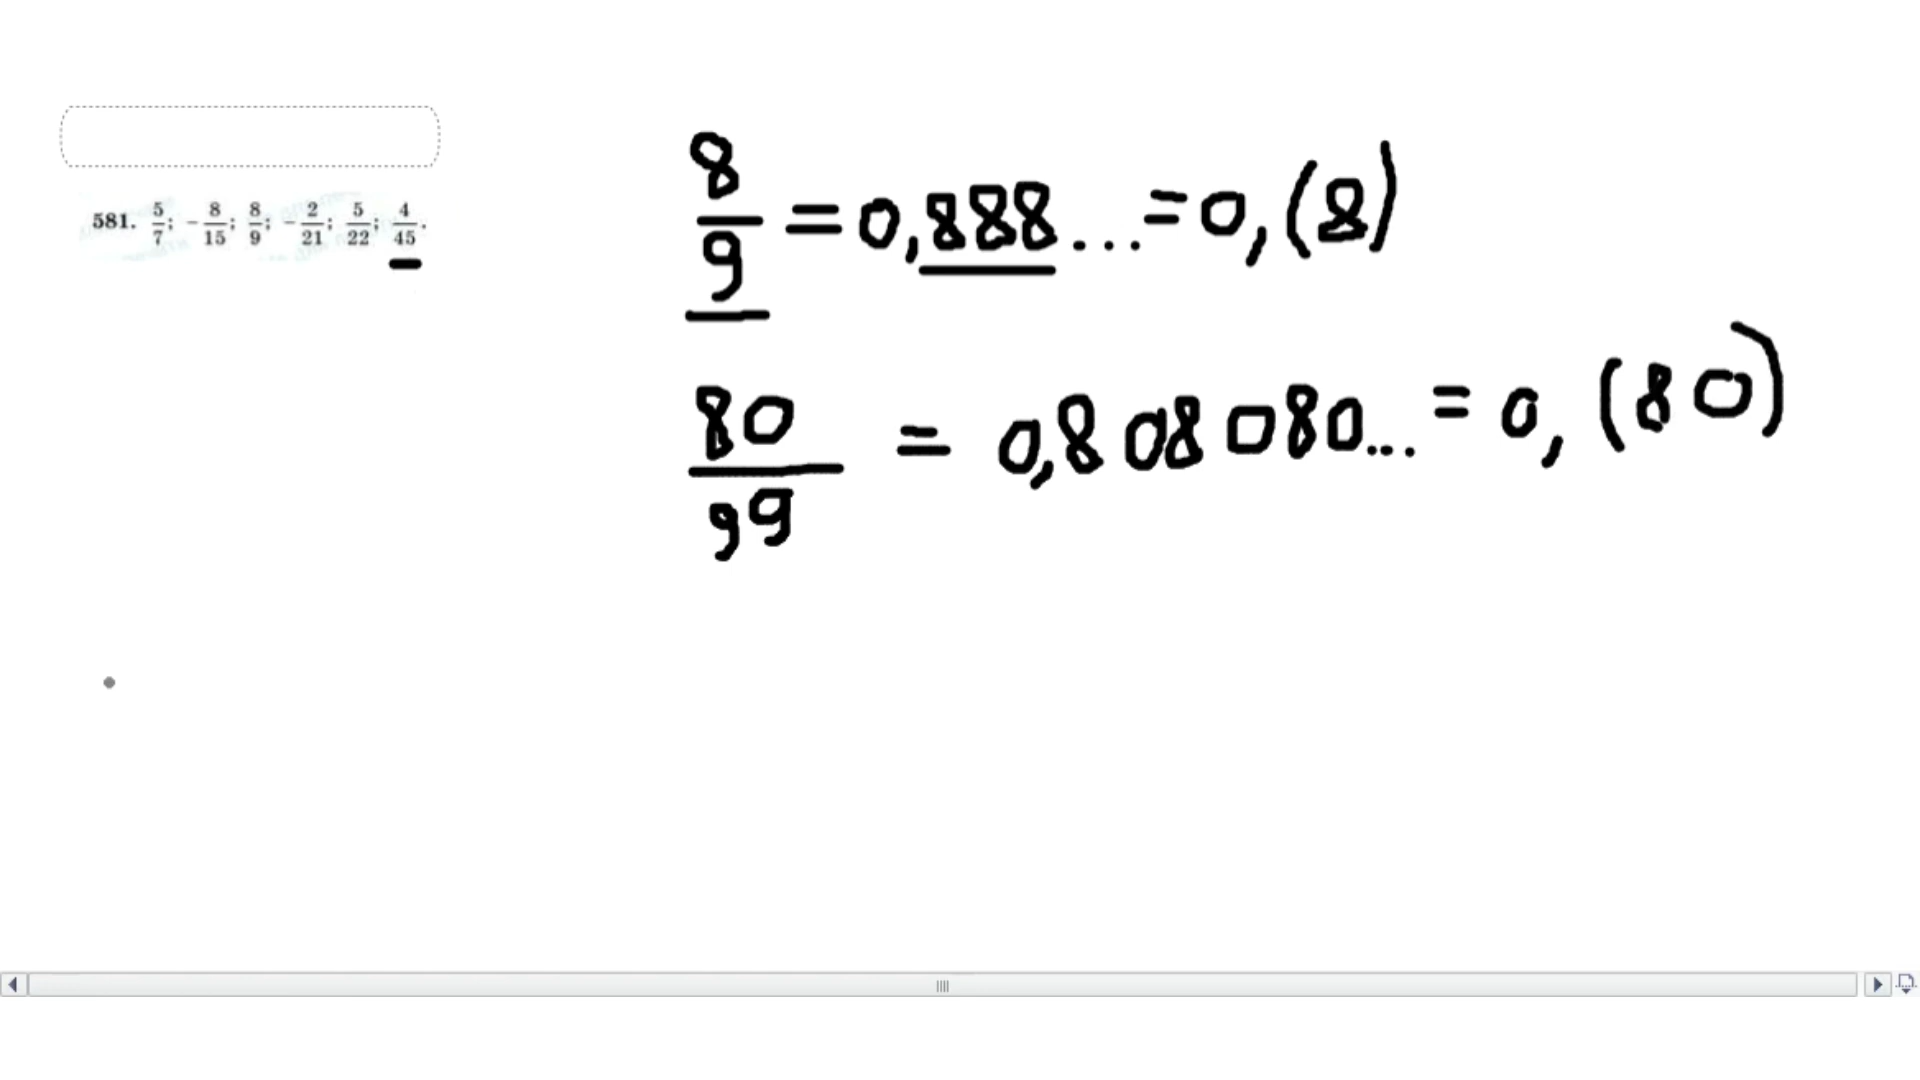 581. 5/7; - 8/15; 8/9; - 2/21; 5/22; 4/45.
8/9 = 0,888... = 0,(8)
80/99 = 0,808080... = 0,(80)